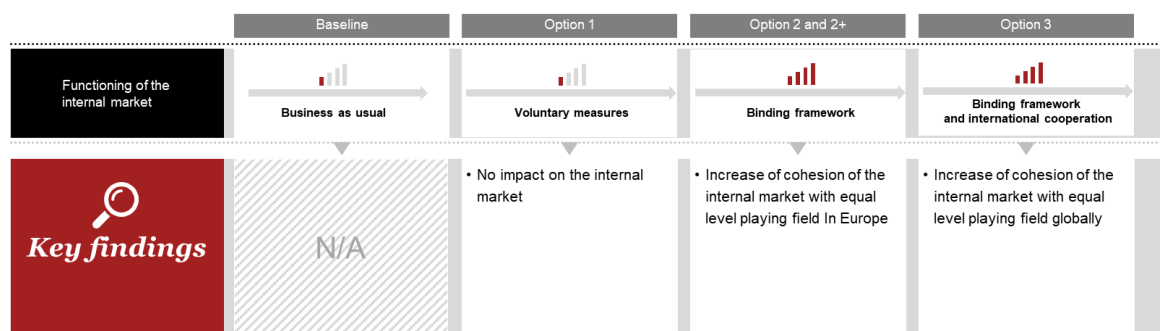 Baseline
Option 1
Option 2 and 2+
Option 3
Functioning of the
internal market
Business as usual
Voluntary measures
Binding framework
Binding framework
and international cooperation
Key findings
N/A
• No impact on the internal
market
• Increase of cohesion of the
internal market with equal
level playing field In Europe
• Increase of cohesion of the
internal market with equal
level playing field globally